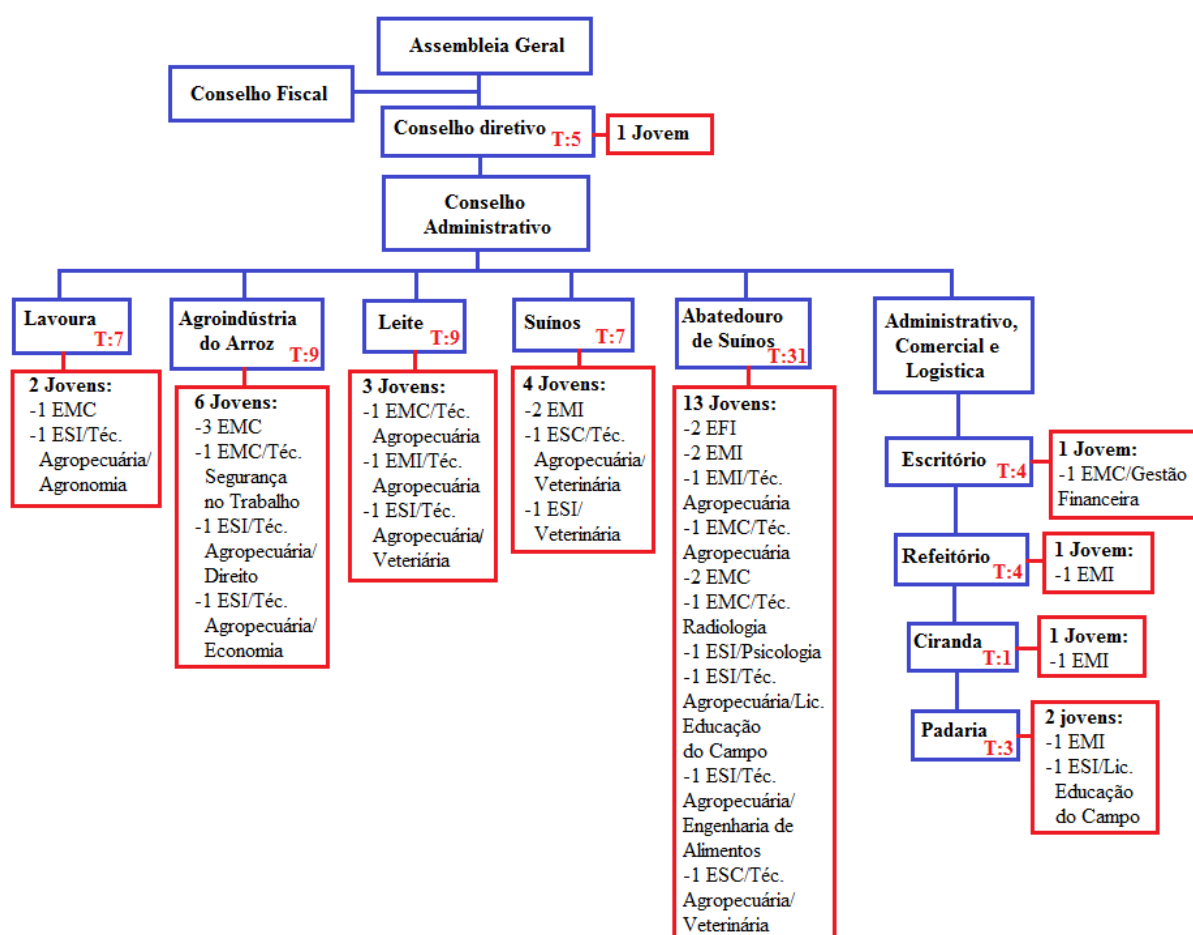 Assembleia Geral
Conselho Fiscal
Conselho diretivo
T:5
1 Jovem
Conselho
Administrativo
Lavoura
T:7
2 Jovens:
-1 EMC
-1 ESI/Téc.
Agropecuária/
Agronomia
Agroindústria
do Arroz
T:9
6 Jovens:
-3 EMC
-1 EMC/Téc.
Segurança
no Trabalho
-1 ESI/Téc.
Agropecuária/
Direito
-1 ESI/Téc.
Agropecuária/
Economia
Leite
T:9
3 Jovens:
-1 EMC/Téc.
Agropecuária
-1 EMI/Téc.
Agropecuária
-1 ESI/Téc.
Agropecuária/
Veteriária
Suínos
T:7
4 Jovens:
-2 EMI
-1 ESC/Téc.
Agropecuária/
Veterinária
-1 ESI/
Veterinária
Abatedouro
de Suínos
T:31
13 Jovens:
-2 EFI
-2 EMI
-1 EMI/Téc.
Agropecuária
-1 EMC/Téc.
Agropecuária
-2 EMC
-1 EMC/Téc.
Radiologia
-1 ESI/Psicologia
-1 ESI/Téc.
Agropecuária/Lic.
Educação
do Campo
-1 ESI/Téc.
Agropecuária/
Engenharia de
Alimentos
-1 ESC/Téc.
Agropecuária/
Veterinária
Administrativo,
Comercial e
Logistica
Escritório
T:4
1 Jovem:
-1 EMC/Gestão
Financeira
Refeitório
T:4
1 Jovem:
-1 EMI
Ciranda
T:1
1 Jovem:
-1 EMI
Padaria
T:3
2 jovens:
-1 EMI
-1 ESI/Lic.
Educação
do Campo